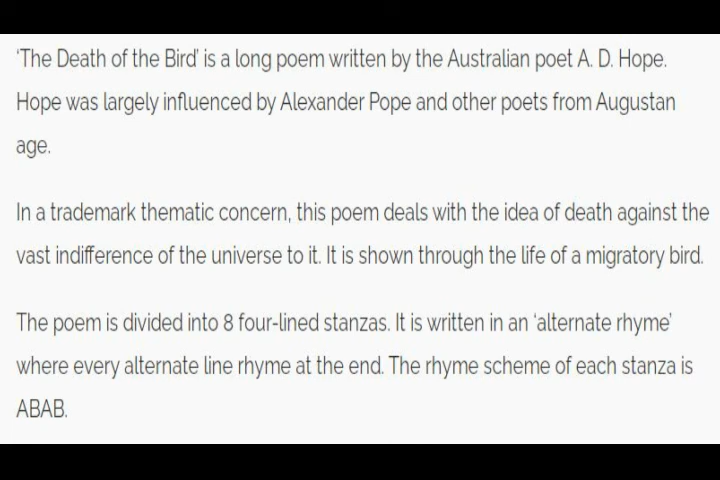 ‘The Death of the Bird’ is a long poem written by the Australian poet A. D. Hope.
Hope was largely influenced by Alexander Pope and other poets from Augustan
age.
In a trademark thematic concern, this poem deals with the idea of death against the
vast indifference of the universe to it. It is shown through the life of a migratory bird.
The poem is divided into 8 four-lined stanzas. It is written in an ‘alternate rhyme’
where every alternate line rhyme at the end. The rhyme scheme of each stanza is
ABAB.